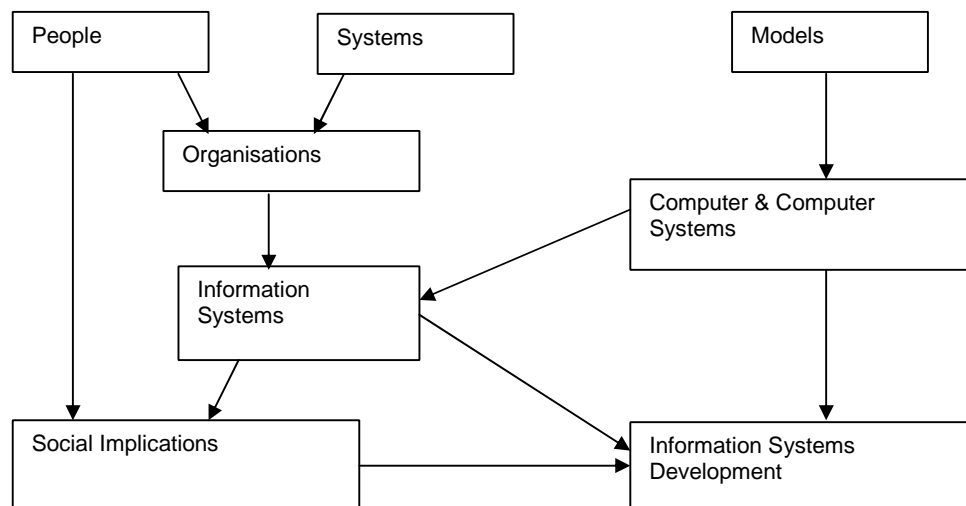 People
Systems
Models
Organisations
Computer & Computer
Systems
Information
Systems
Social Implications
Information Systems
Development